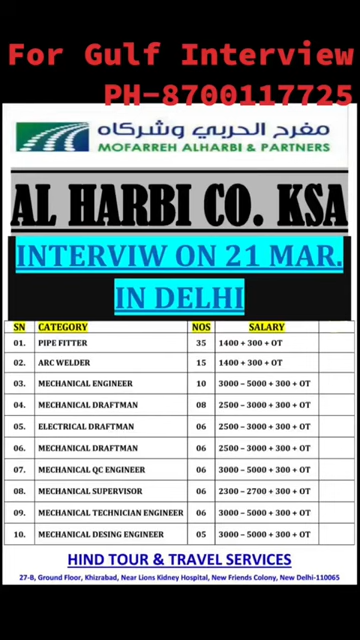 For Gulf Interview
PH-8700117725
مفرح الحربي وشركاه
MOFARREH ALHARBI & PARTNERS
AL HARBI CO. KSA
INTERVIW ON 21 MAR.
IN DELHI
SN CATEGORY NOS SALARY
01. PIPE FITTER 35 1400 + 300 + OT
02. ARC WELDER 15 1400 + 300 + OT
03. MECHANICAL ENGINEER 10 3000 – 5000 + 300 + OT
04. MECHANICAL DRAFTMAN 08 2500 – 3000 + 300 + OT
05. ELECTRICAL DRAFTMAN 06 2500 – 3000 + 300 + OT
06. MECHANICAL DRAFTMAN 06 2500 – 3000 + 300 + OT
07. MECHANICAL QC ENGINEER 06 3000 – 5000 + 300 + OT
08. MECHANICAL SUPERVISOR 06 2300 – 2700 + 300 + OT
09. MECHANICAL TECHNICIAN ENGINEER 06 3000 – 5000 + 300 + OT
10. MECHANICAL DESING ENGINEER 05 3000 – 5000 + 300 + OT
HIND TOUR & TRAVEL SERVICES
27-B, Ground Floor, Khizrabad, Near Lions Kidney Hospital, New Friends Colony, New Delhi-110065